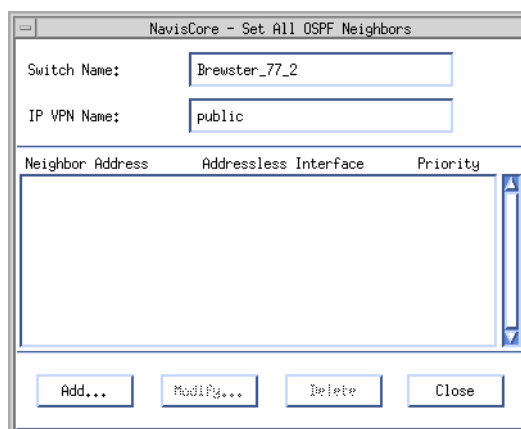 NavisCore - Set All OSPF Neighbors
Switch Name: Brewster_77_2
IP VPN Name: public
Neighbor Address Addressless Interface Priority
Add... Modify... Delete Close